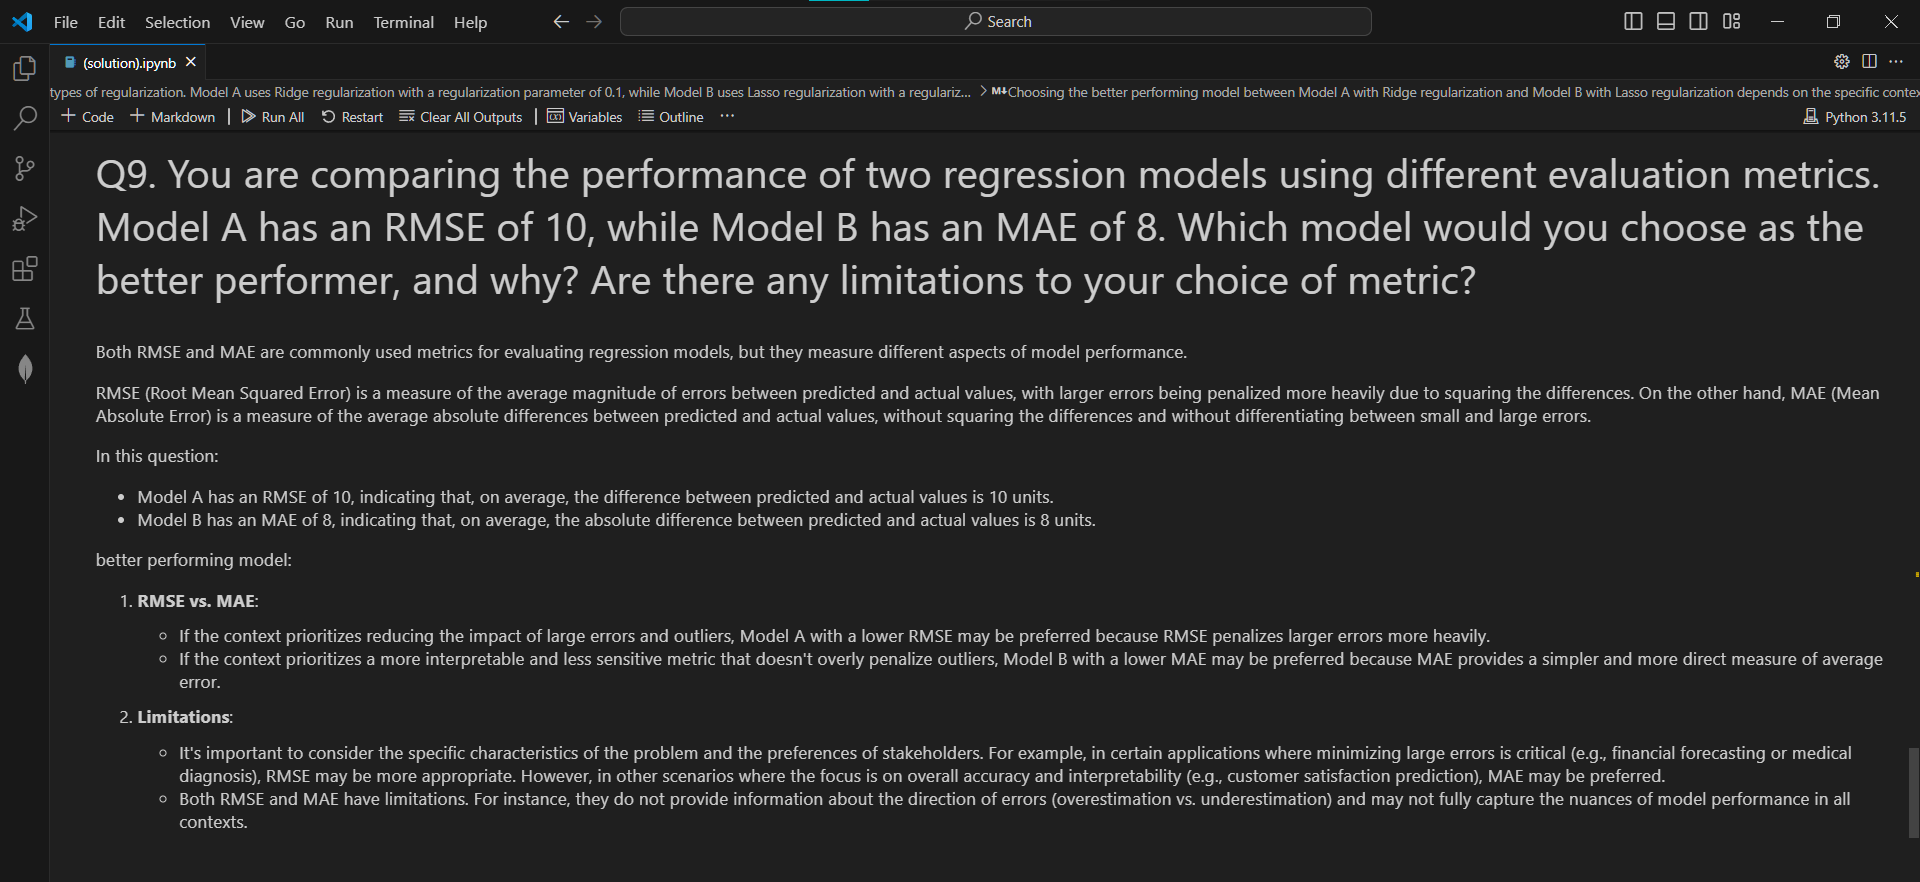 File Edit Selection View Go Run Terminal Help Search
(solution).ipynb
types of regularization. Model A uses Ridge regularization with a regularization parameter of 0.1, while Model B uses Lasso regularization with a regulariz... > M↓Choosing the better performing model between Model A with Ridge regularization and Model B with Lasso regularization depends on the specific contex
+ Code + Markdown | Run All Restart Clear All Outputs | Variables Outline ... Python 3.11.5
Q9. You are comparing the performance of two regression models using different evaluation metrics.
Model A has an RMSE of 10, while Model B has an MAE of 8. Which model would you choose as the
better performer, and why? Are there any limitations to your choice of metric?
Both RMSE and MAE are commonly used metrics for evaluating regression models, but they measure different aspects of model performance.
RMSE (Root Mean Squared Error) is a measure of the average magnitude of errors between predicted and actual values, with larger errors being penalized more heavily due to squaring the differences. On the other hand, MAE (Mean
Absolute Error) is a measure of the average absolute differences between predicted and actual values, without squaring the differences and without differentiating between small and large errors.
In this question:
• Model A has an RMSE of 10, indicating that, on average, the difference between predicted and actual values is 10 units.
• Model B has an MAE of 8, indicating that, on average, the absolute difference between predicted and actual values is 8 units.
better performing model:
1. RMSE vs. MAE:
◦ If the context prioritizes reducing the impact of large errors and outliers, Model A with a lower RMSE may be preferred because RMSE penalizes larger errors more heavily.
◦ If the context prioritizes a more interpretable and less sensitive metric that doesn't overly penalize outliers, Model B with a lower MAE may be preferred because MAE provides a simpler and more direct measure of average
error.
2. Limitations:
◦ It's important to consider the specific characteristics of the problem and the preferences of stakeholders. For example, in certain applications where minimizing large errors is critical (e.g., financial forecasting or medical
diagnosis), RMSE may be more appropriate. However, in other scenarios where the focus is on overall accuracy and interpretability (e.g., customer satisfaction prediction), MAE may be preferred.
◦ Both RMSE and MAE have limitations. For instance, they do not provide information about the direction of errors (overestimation vs. underestimation) and may not fully capture the nuances of model performance in all
contexts.